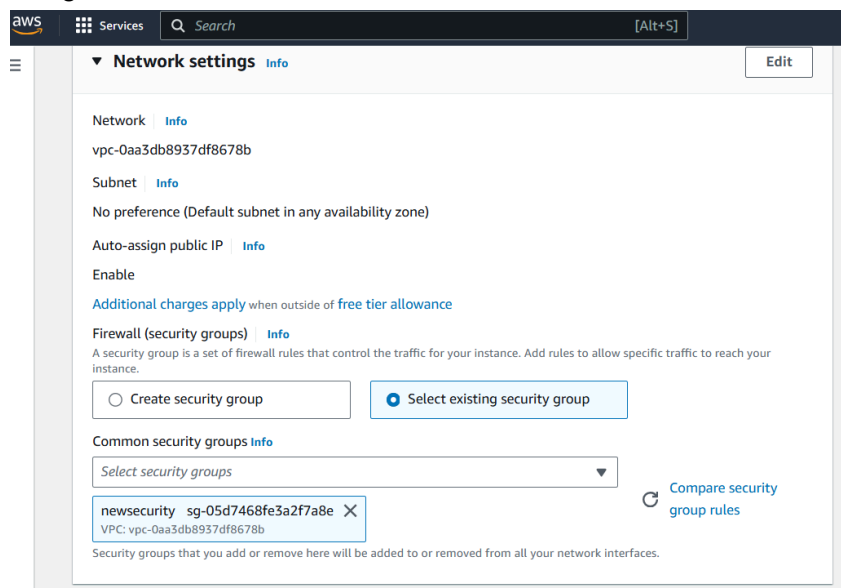 aws
Services
Search [Alt+S]
Network settings Info
Edit
Network Info
vpc-0aa3db8937df8678b
Subnet Info
No preference (Default subnet in any availability zone)
Auto-assign public IP Info
Enable
Additional charges apply when outside of free tier allowance
Firewall (security groups) Info
A security group is a set of firewall rules that control the traffic for your instance. Add rules to allow specific traffic to reach your
instance.
Create security group
Select existing security group
Common security groups Info
Select security groups
newsecurity sg-05d7468fe3a2f7a8e
VPC: vpc-0aa3db8937df8678b
Compare security
group rules
Security groups that you add or remove here will be added to or removed from all your network interfaces.